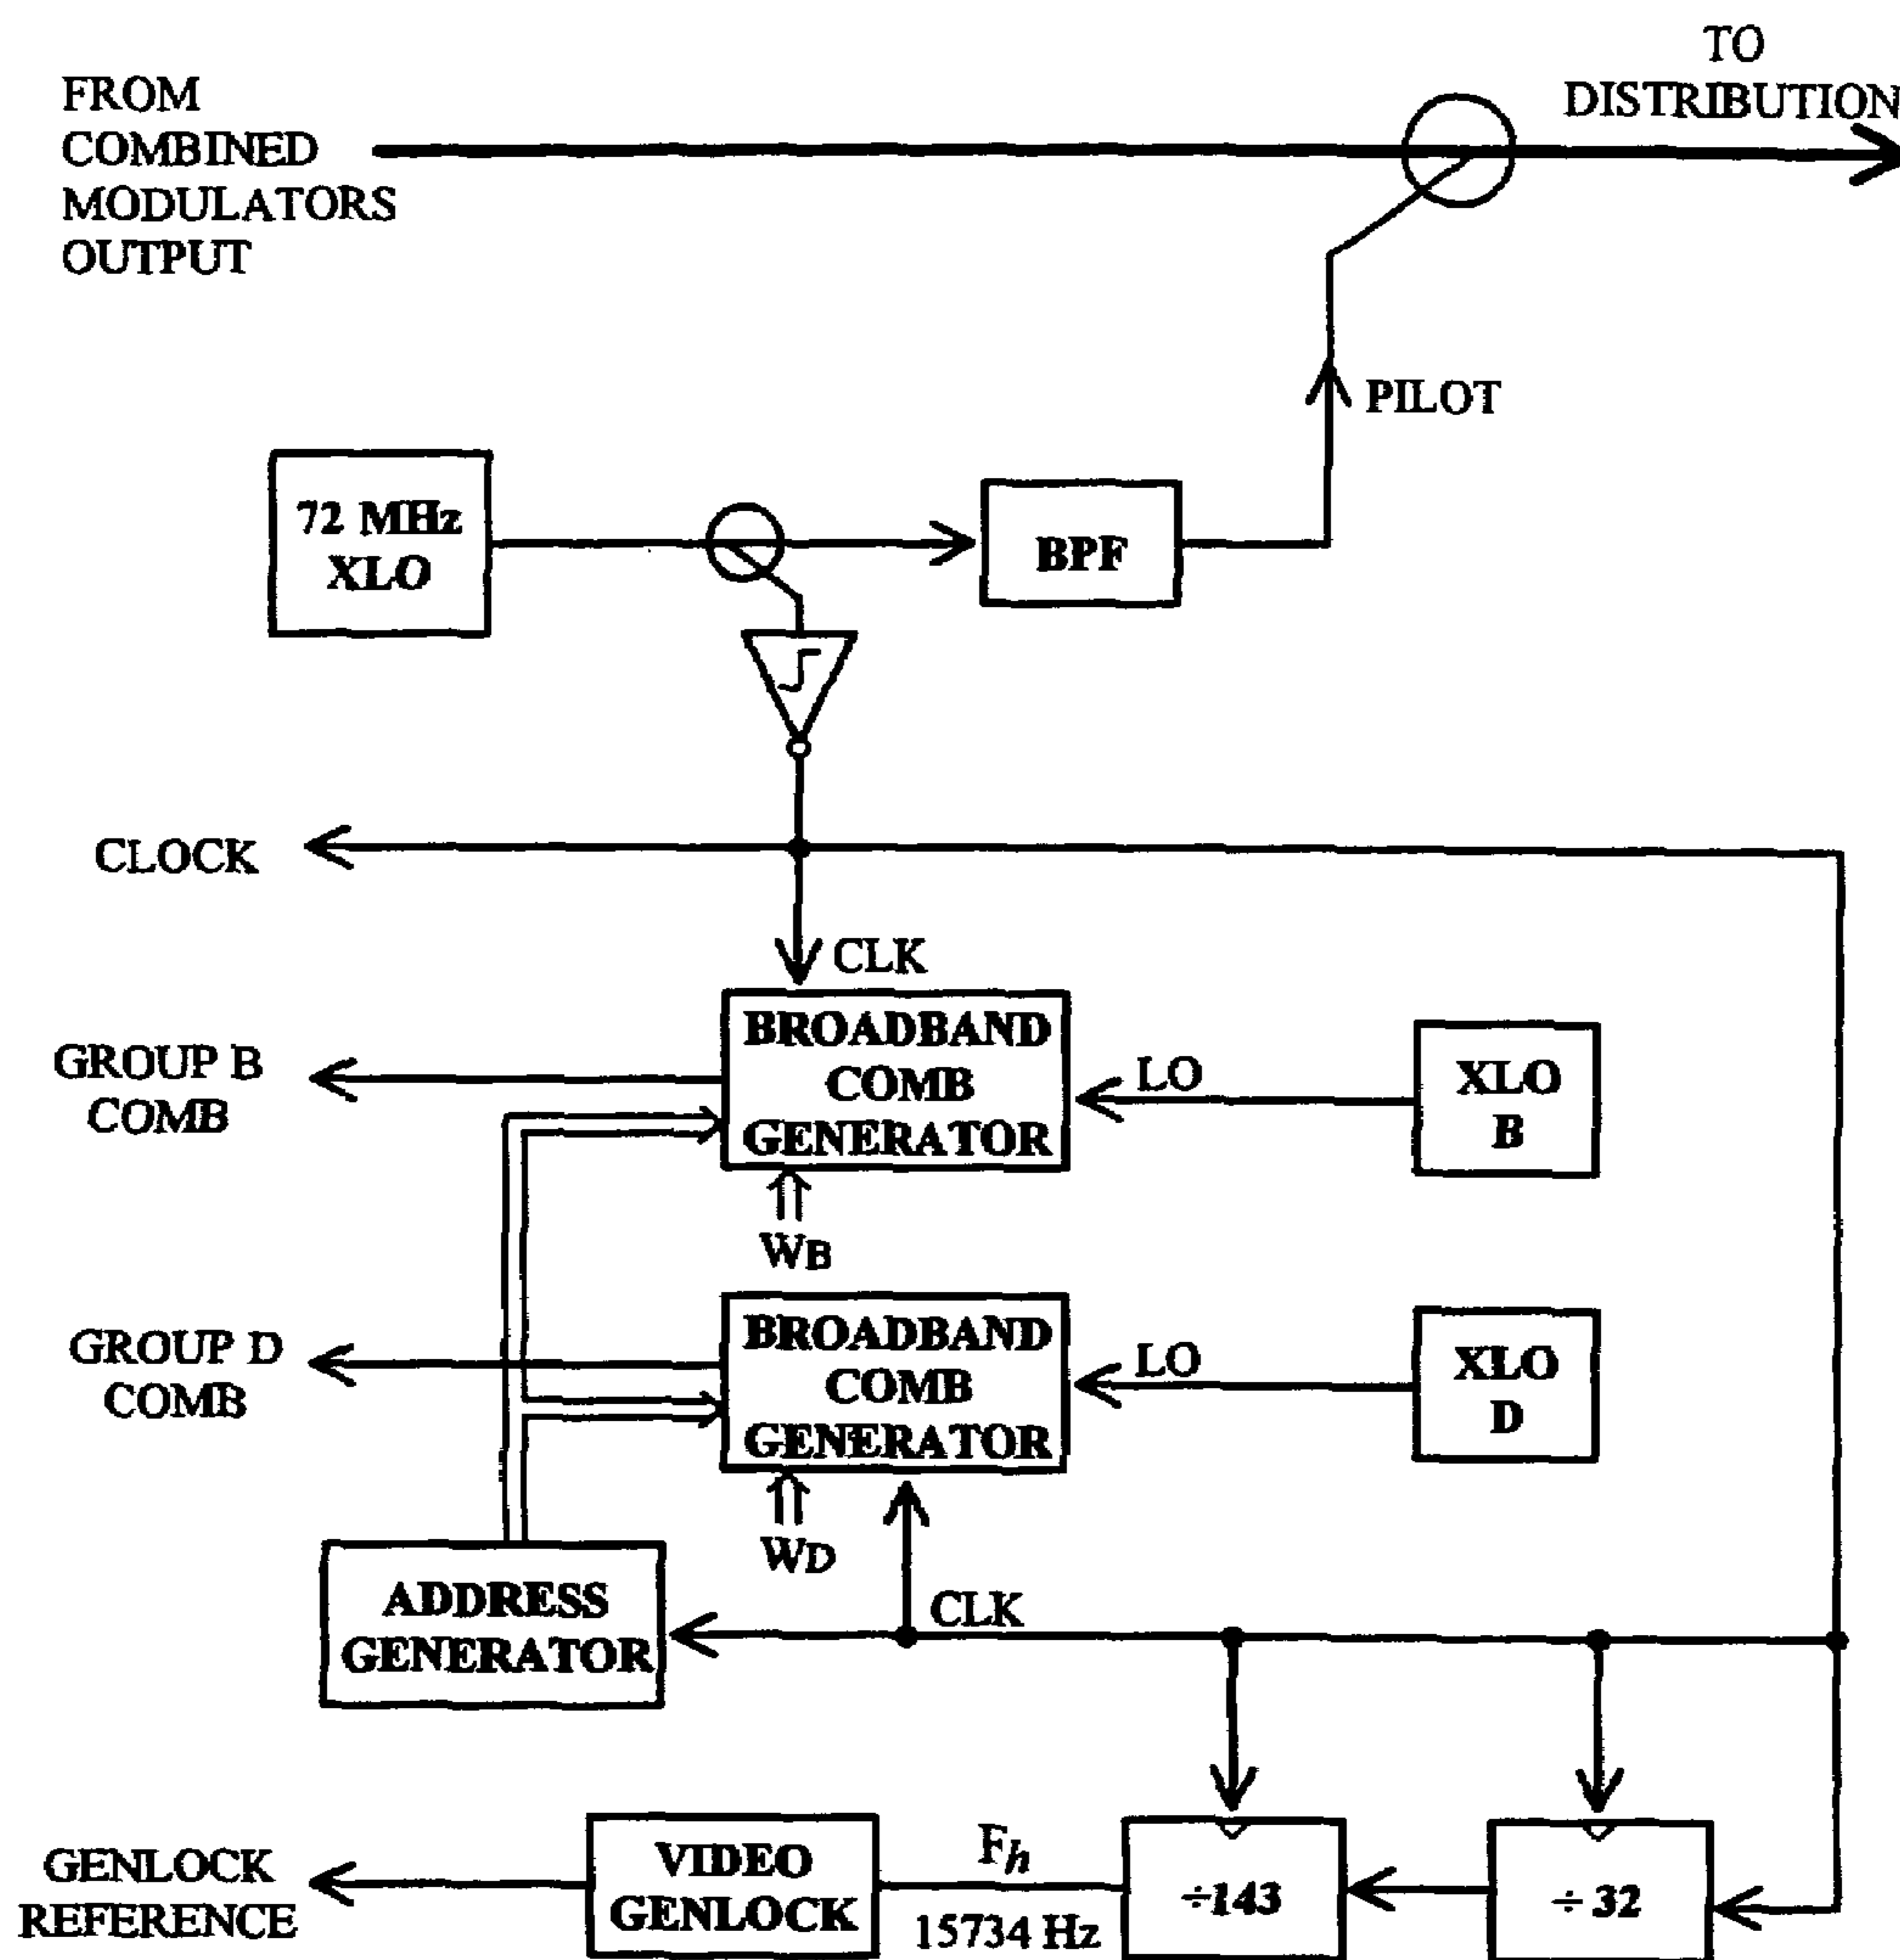 TO
DISTRIBUTION
FROM
COMBINED
MODULATORS
OUTPUT
PILOT
72 MHz
XLO
BPF
CLOCK
CLK
BROADBAND
COMB
GENERATOR
GROUP B
COMB
LO
XLO
B
WB
GROUP D
COMB
BROADBAND
COMB
GENERATOR
LO
XLO
D
WD
ADDRESS
GENERATOR
CLK
GENLOCK
REFERENCE
VIDEO
GENLOCK
Fh
15734 Hz
÷143
÷ 32